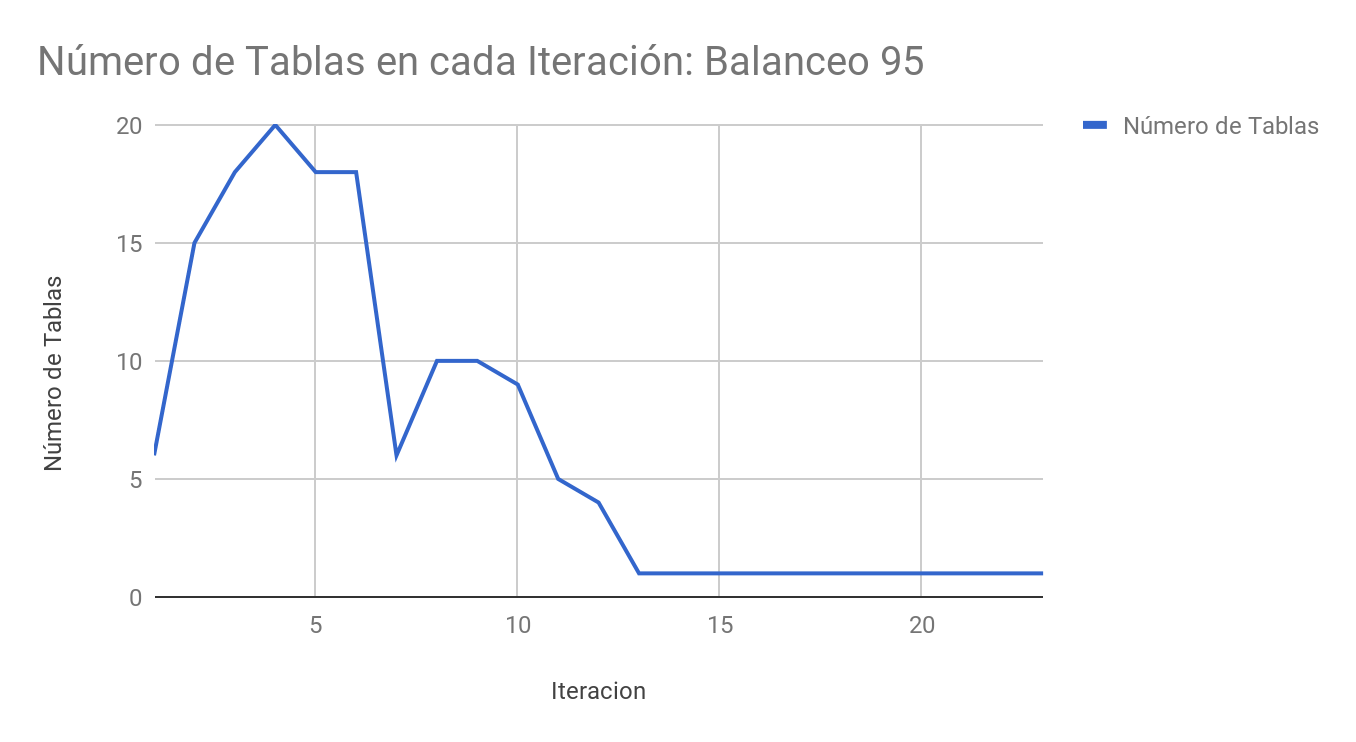 Número de Tablas en cada Iteración: Balanceo 95
Número de Tablas
Número de Tablas
20
15
10
5
0
5 10 15 20
Iteracion